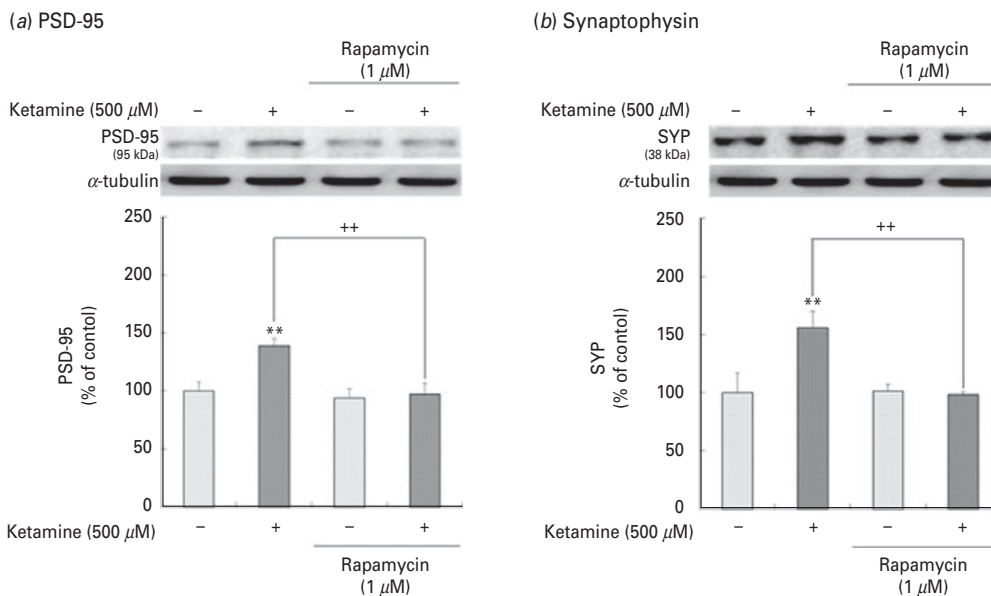 (a) PSD-95
Rapamycin
(1 μM)
Ketamine (500 μM) – + – +
PSD-95
(95 kDa)
α-tubulin
250
200
150
100
50
0
PSD-95
(% of contol)
++
**
Ketamine (500 μM) – + – +
Rapamycin
(1 μM)
(b) Synaptophysin
Rapamycin
(1 μM)
Ketamine (500 μM) – + – +
SYP
(38 kDa)
α-tubulin
250
200
150
100
50
0
SYP
(% of contol)
++
**
Ketamine (500 μM) – + – +
Rapamycin
(1 μM)